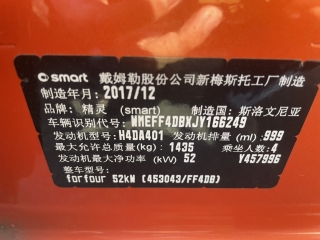 smart 戴姆勒股份公司新梅斯托工厂制造
制造年月: 2017/12
品牌: 精灵 (smart) 制造国: 斯洛文尼亚
车辆识别代号: WMEFF4DBXJY166249
发动机型号: H4DA401 发动机排量 (ml): 999
最大允许总质量(kg) 1435 乘坐人数: 4
发动机最大净功率 (kW) 52 Y457996
整车型号:
forfour 52kW (453043/FF4DB)